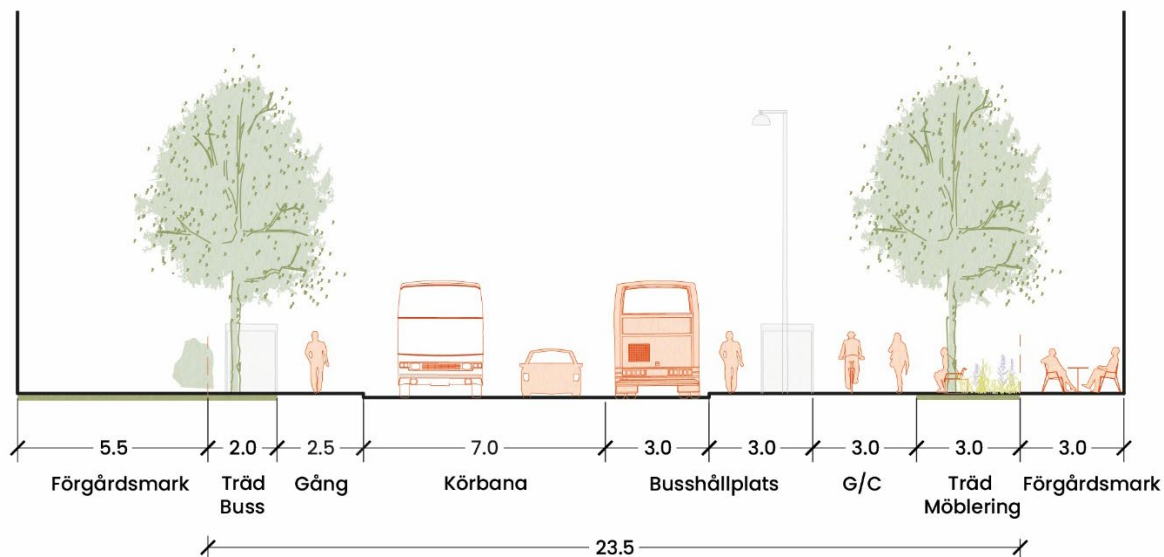 5.5 2.0 2.5 7.0 3.0 3.0 3.0 3.0 3.0
Förgårdsmark Träd Gång Körbana Busshållplats G/C Träd Förgårdsmark
Buss Möblering
23.5